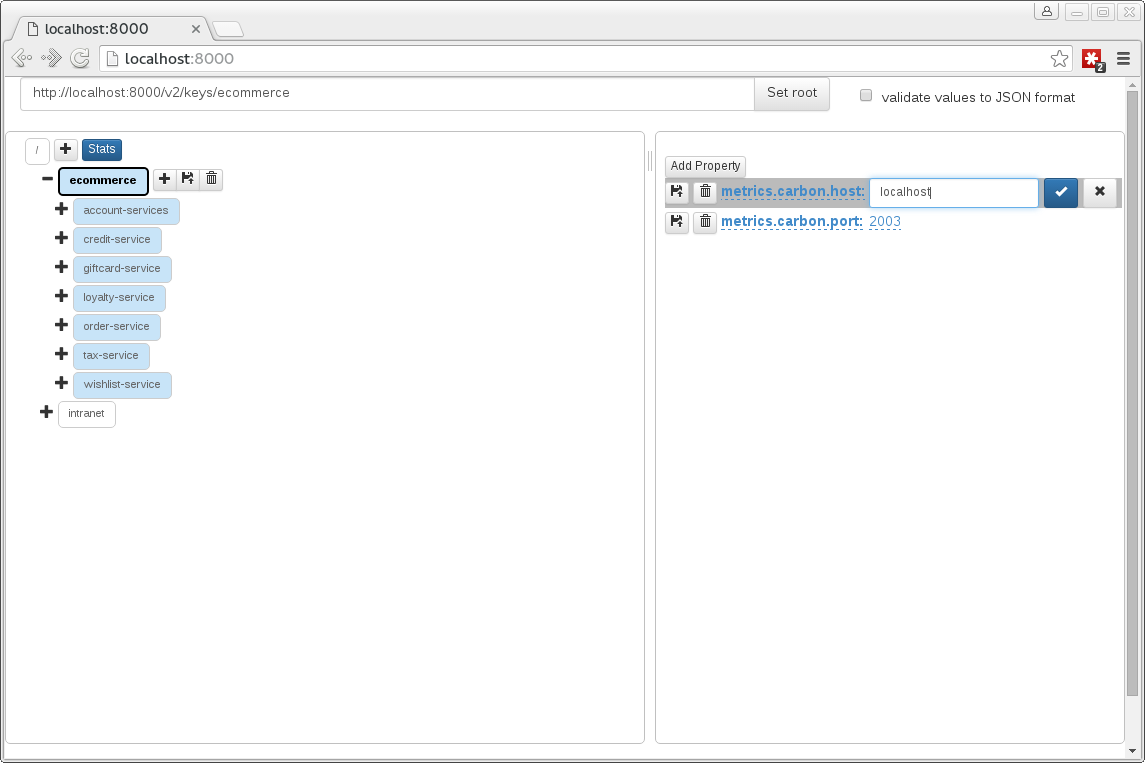 localhost:8000
localhost:8000
2
http://localhost:8000/v2/keys/ecommerce
Set root
validate values to JSON format
/
Stats
ecommerce
account-services
credit-service
giftcard-service
loyalty-service
order-service
tax-service
wishlist-service
intranet
Add Property
metrics.carbon.host: localhost
metrics.carbon.port: 2003